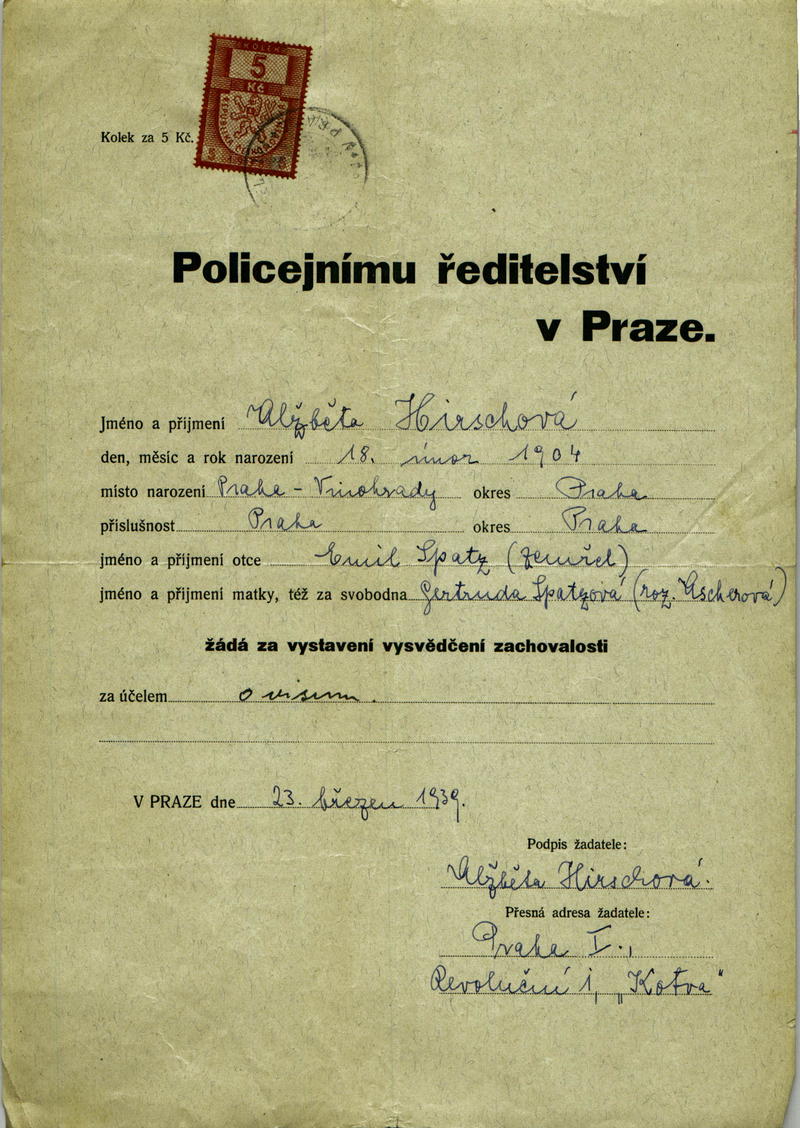 KOLEK
5
Kč
Kolek za 5 Kč.
Policejnímu ředitelství
v Praze.
Jméno a příjmení Alžběta Hirschová
den, měsíc a rok narození 18. únor 1904
místo narození Praha - Vinohrady okres Praha
příslušnost Praha okres Praha
jméno a příjmení otce Emil Spatz (zemřel)
jméno a příjmení matky, též za svobodna Gertruda Spatzová (roz. Ascherová)
žádá za vystavení vysvědčení zachovalosti
za účelem o visum.
V PRAZE dne 23. březen 1939.
Podpis žadatele:
Alžběta Hirschová.
Přesná adresa žadatele:
Praha I.,
Revoluční 1, „Kotva“